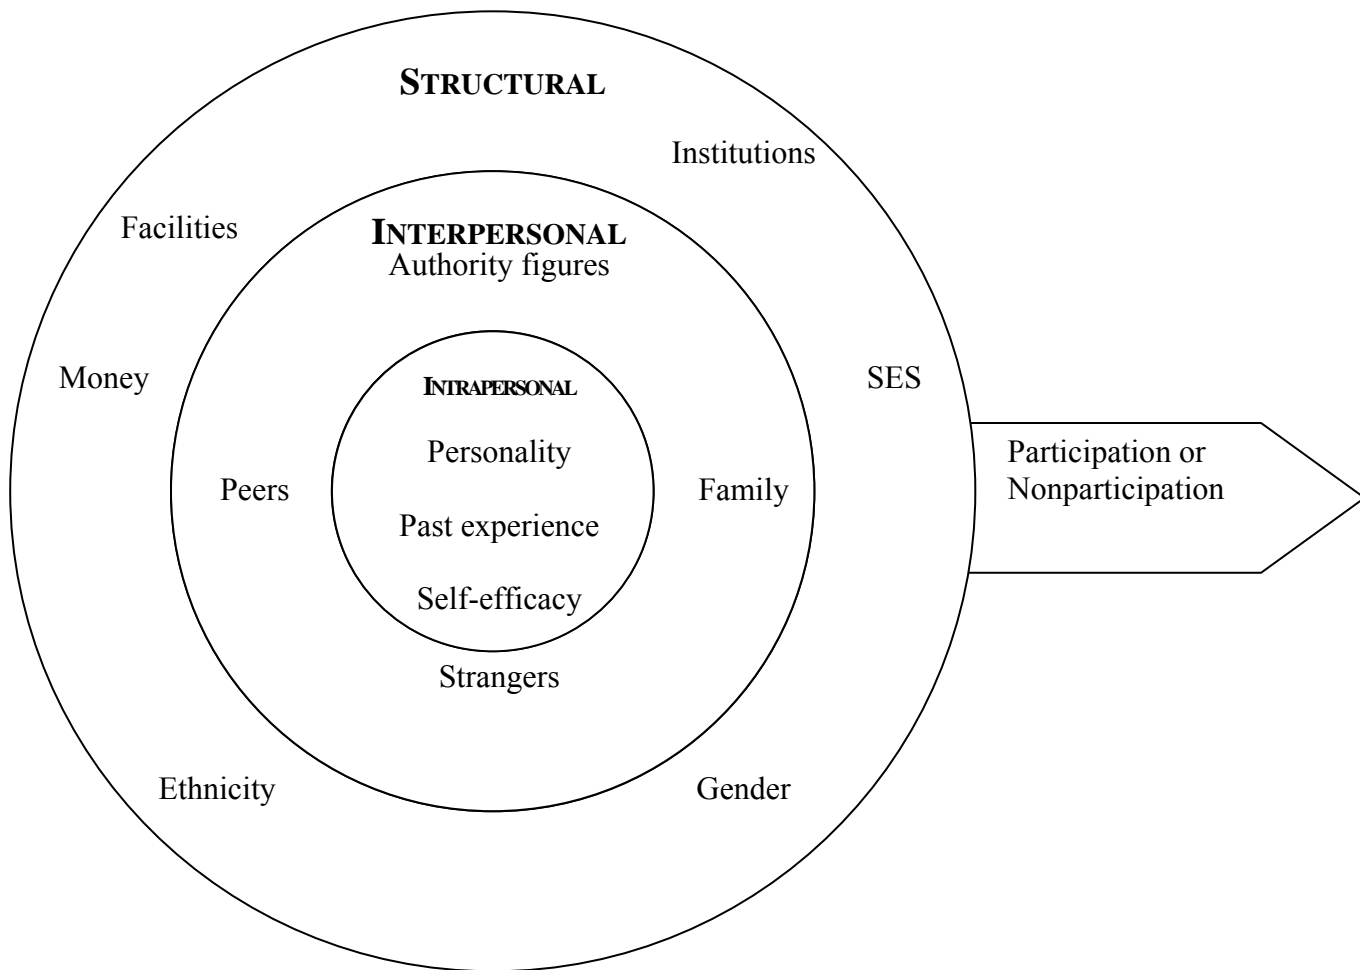 STRUCTURAL
Institutions
Facilities
INTERPERSONAL
Authority figures
Money
INTRAPERSONAL
SES
Personality
Participation or
Nonparticipation
Peers
Family
Past experience
Self-efficacy
Strangers
Ethnicity
Gender